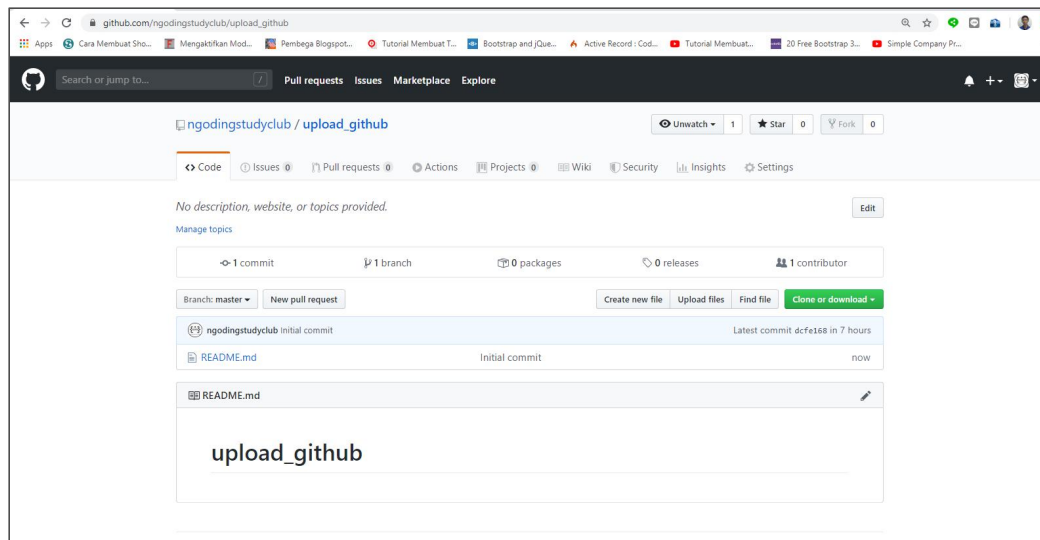 github.com/ngodingstudyclub/upload_github
Apps Cara Membuat Sho... Mengaktifkan Mod... Pembega Blogspot... Tutorial Membuat T... Bootstrap and jQue... Active Record : Cod... Tutorial Membuat... 20 Free Bootstrap 3... Simple Company Pr...
Search or jump to... / Pull requests Issues Marketplace Explore
ngodingstudyclub / upload_github Unwatch 1 Star 0 Fork 0
Code Issues 0 Pull requests 0 Actions Projects 0 Wiki Security Insights Settings
No description, website, or topics provided. Edit
Manage topics
1 commit 1 branch 0 packages 0 releases 1 contributor
Branch: master New pull request Create new file Upload files Find file Clone or download
ngodingstudyclub Initial commit Latest commit dcfe168 in 7 hours
README.md Initial commit now
README.md
upload_github